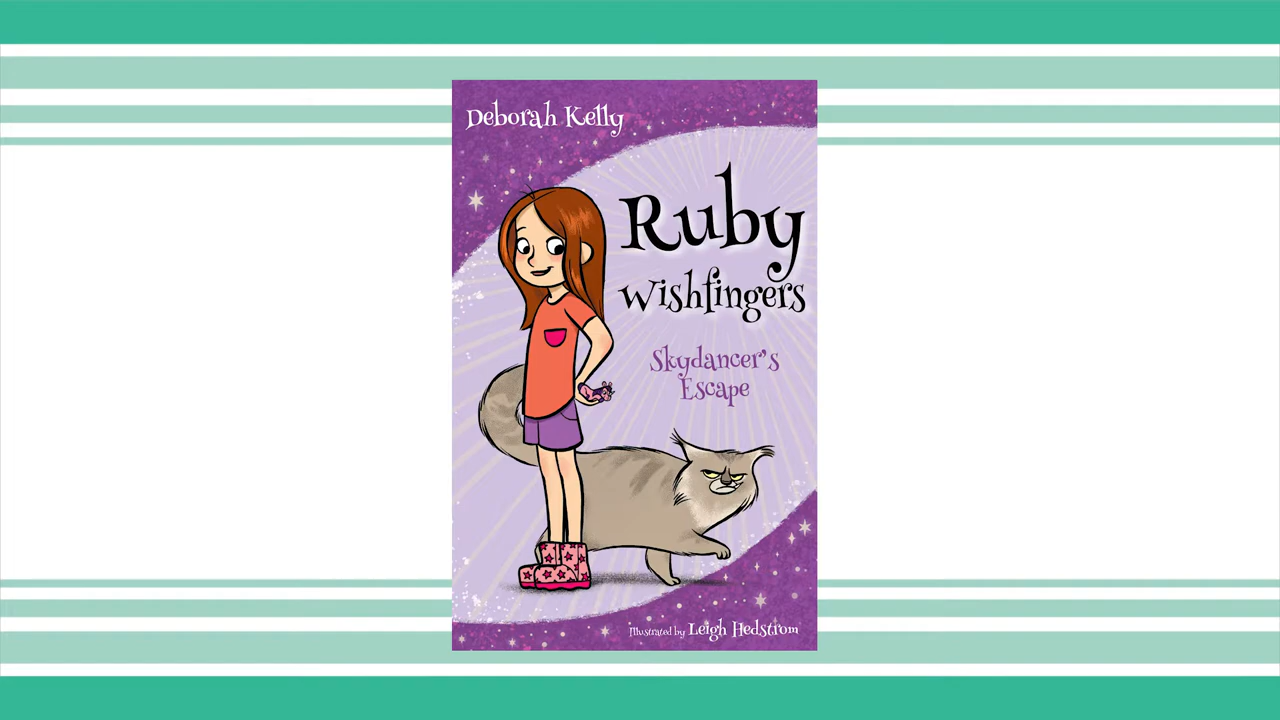 Deborah Kelly
Ruby
Wishfingers
Skydancer's
Escape
Illustrated by Leigh Hedstrom